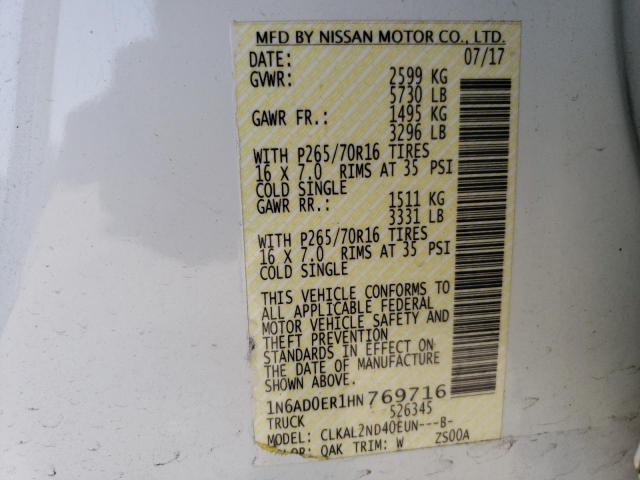 MFD BY NISSAN MOTOR CO., LTD.
DATE: 07/17
GVWR: 2599 KG
5730 LB
GAWR FR.: 1495 KG
3296 LB
WITH P265/70R16 TIRES
16 X 7.0 RIMS AT 35 PSI
COLD SINGLE
GAWR RR.: 1511 KG
3331 LB
WITH P265/70R16 TIRES
16 X 7.0 RIMS AT 35 PSI
COLD SINGLE
THIS VEHICLE CONFORMS TO
ALL APPLICABLE FEDERAL
MOTOR VEHICLE SAFETY AND
THEFT PREVENTION
STANDARDS IN EFFECT ON
THE DATE OF MANUFACTURE
SHOWN ABOVE.
1N6AD0ER1HN769716
TRUCK 526345
MODEL: CLKAL2ND40EUN---B-
COLOR: QAK TRIM: W ZS00A